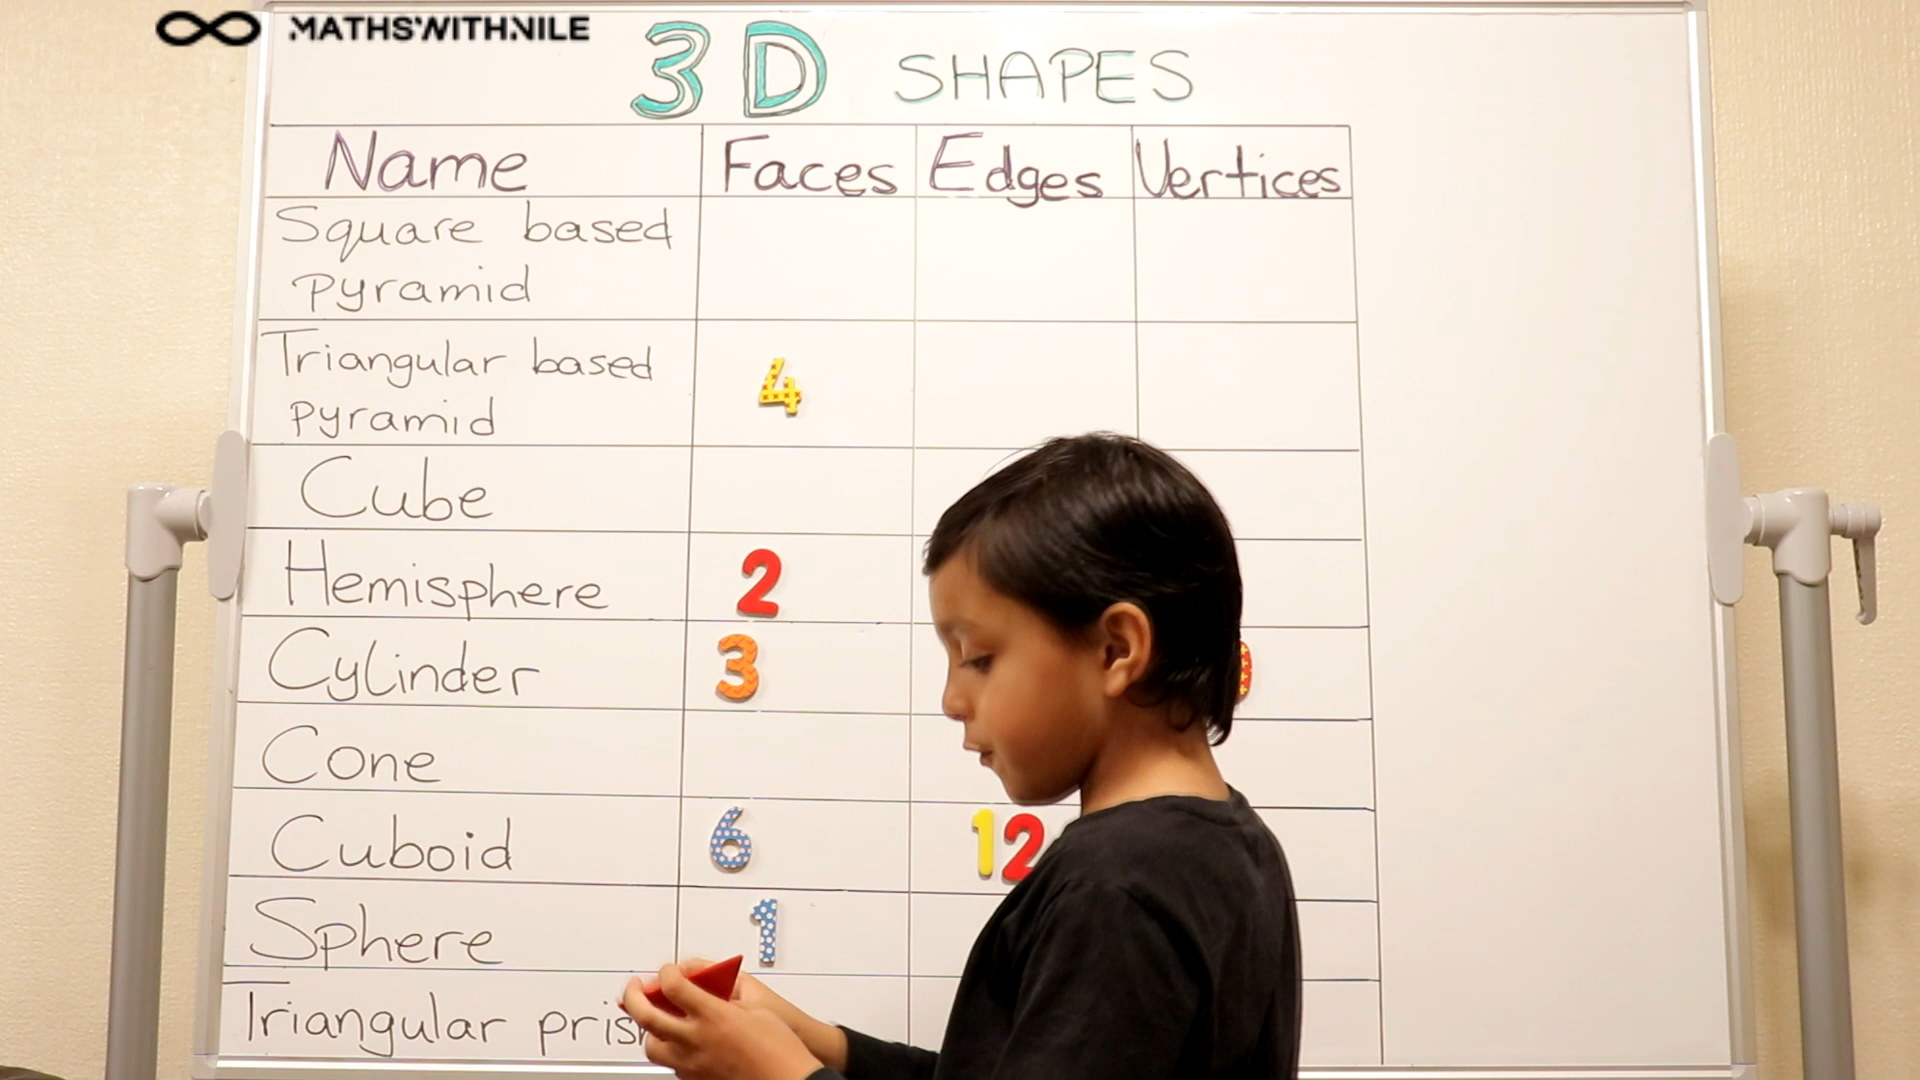 MATHSWITHNILE
3D SHAPES
Name Faces Edges Vertices
Square based
pyramid
Triangular based
pyramid
4
Cube
Hemisphere 2
Cylinder 3
Cone
Cuboid 6 12
Sphere 1
Triangular